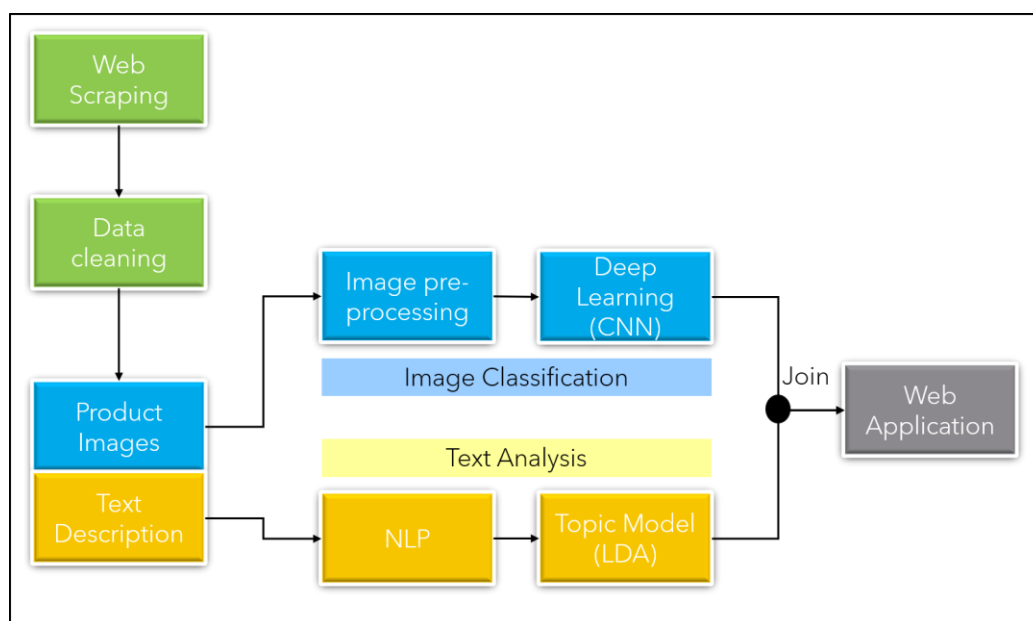 Web
Scraping
Data
cleaning
Product
Images
Text
Description
Image pre-
processing
Deep
Learning
(CNN)
Image Classification
Text Analysis
NLP
Topic Model
(LDA)
Join
Web
Application